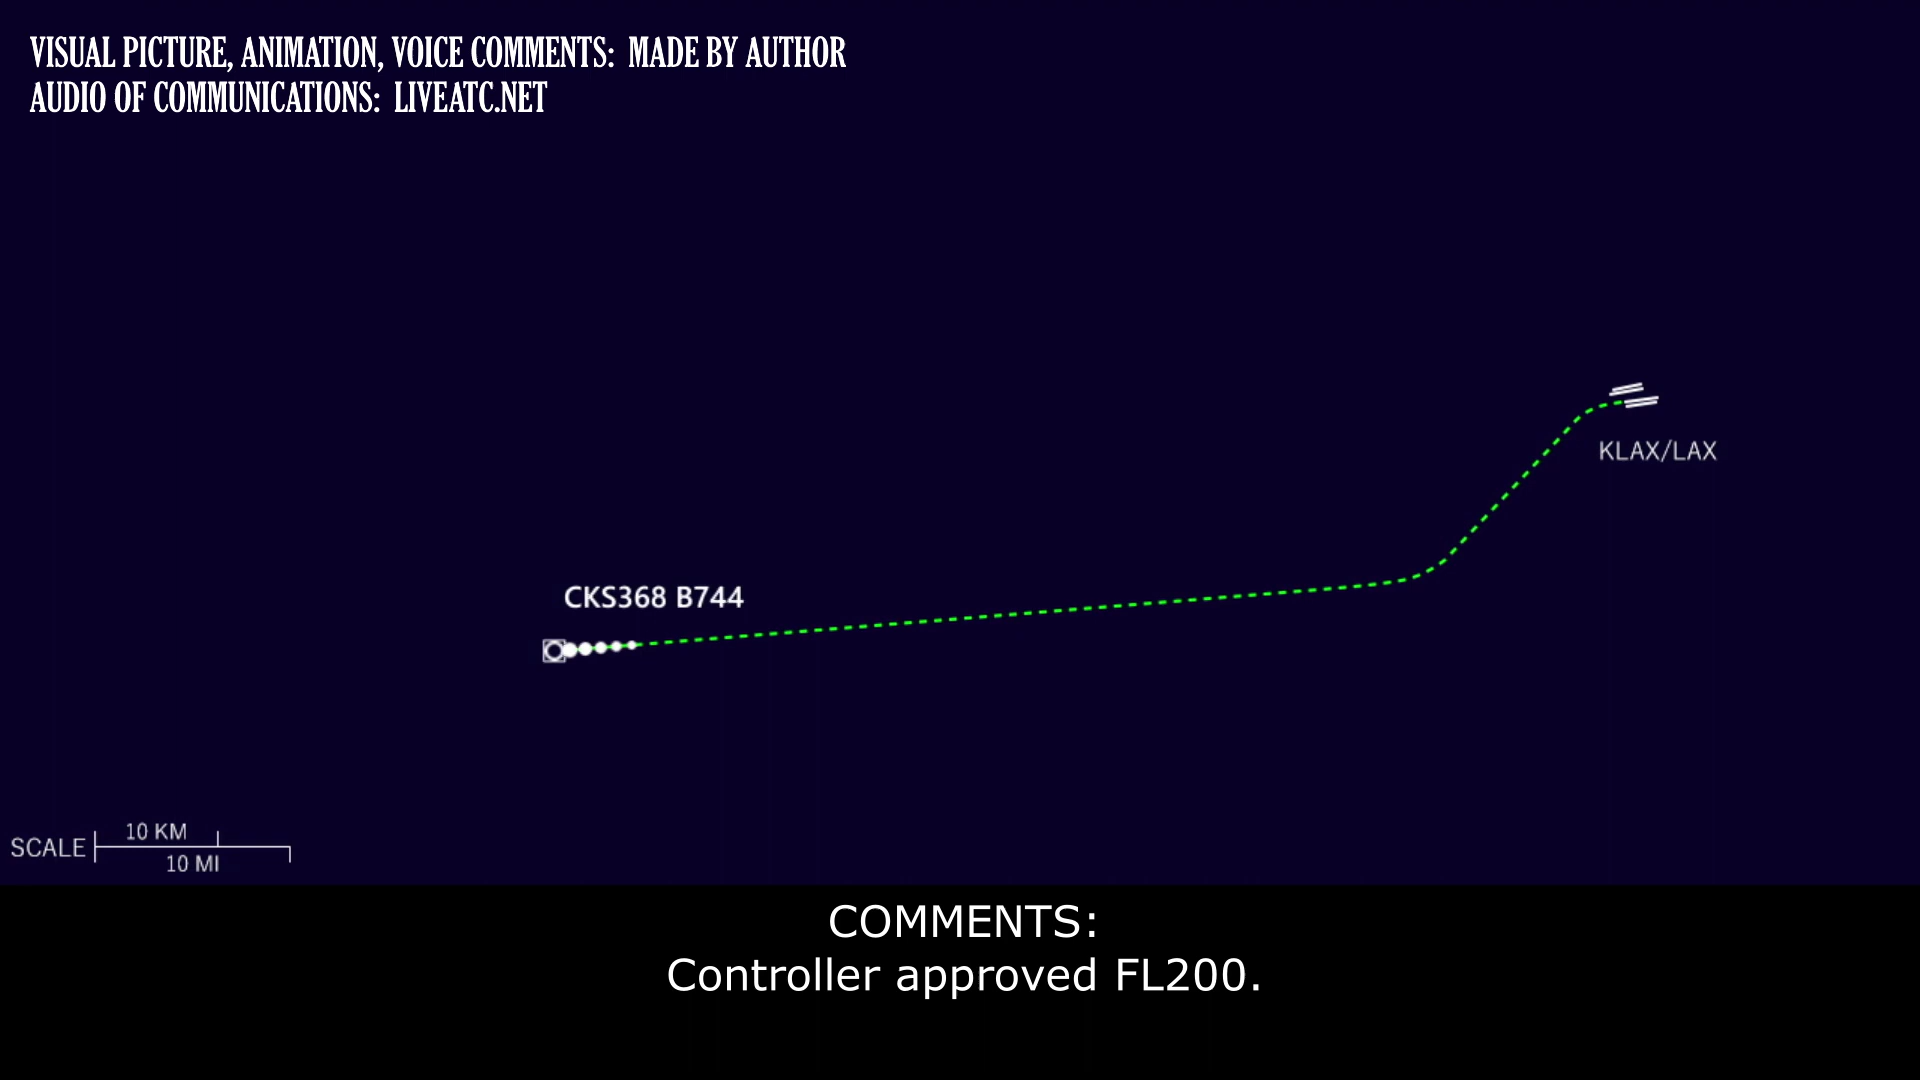 VISUAL PICTURE, ANIMATION, VOICE COMMENTS: MADE BY AUTHOR
AUDIO OF COMMUNICATIONS: LIVEATC.NET
KLAX/LAX
CKS368 B744
10 KM
SCALE
10 MI
COMMENTS:
Controller approved FL200.